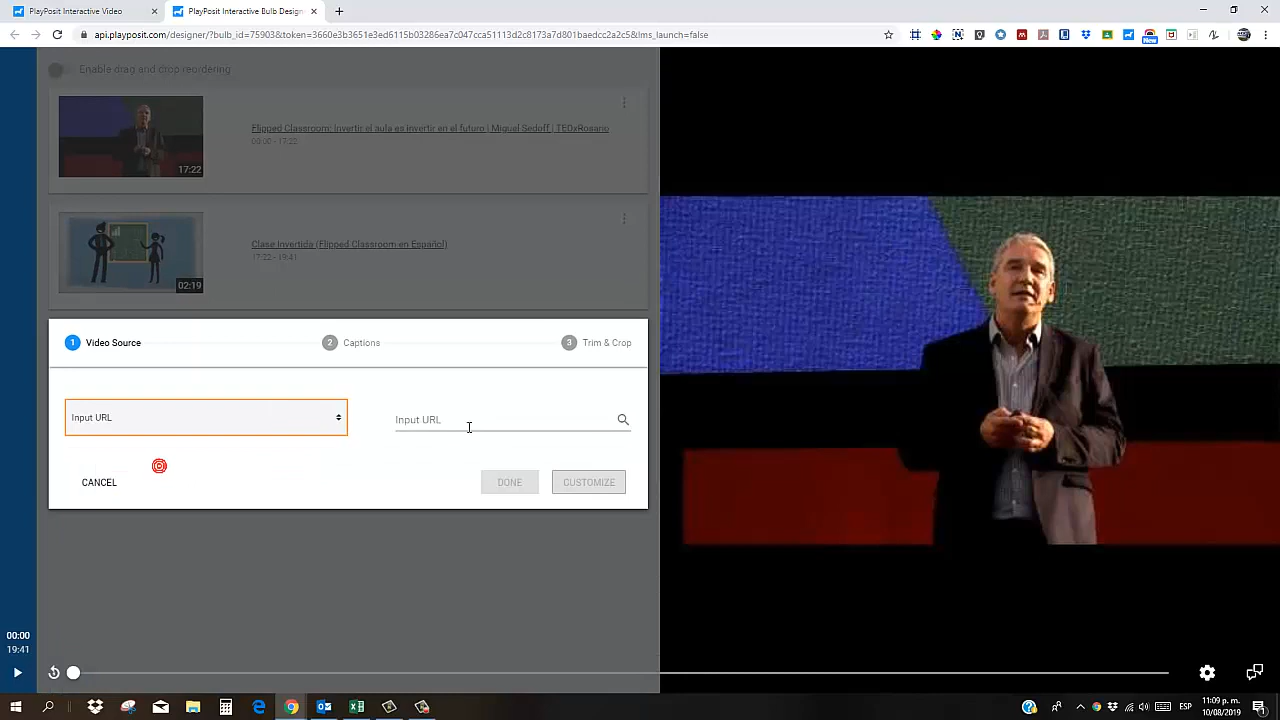 PlayPosit Interactive Video
PlayPosit Interactive Bulb Design
api.playposit.com/designer/?bulb_id=75903&token=3660e3b3651e3ed6115b03286ea7c047cca51113d2c8173a7d801baedcc2a2c5&lms_launch=false
New
Enable drag and drop reordering
Flipped Classroom: Invertir el aula es invertir en el futuro | Miguel Sedoff | TEDxRosario
00:00 - 17:22
17:22
Clase Invertida (Flipped Classroom en Español)
17:22 - 19:41
02:19
1 Video Source
2 Captions
3 Trim & Crop
Input URL
Input URL
CANCEL
DONE
CUSTOMIZE
00:00
19:41
ESP
11:09 p. m.
10/08/2019